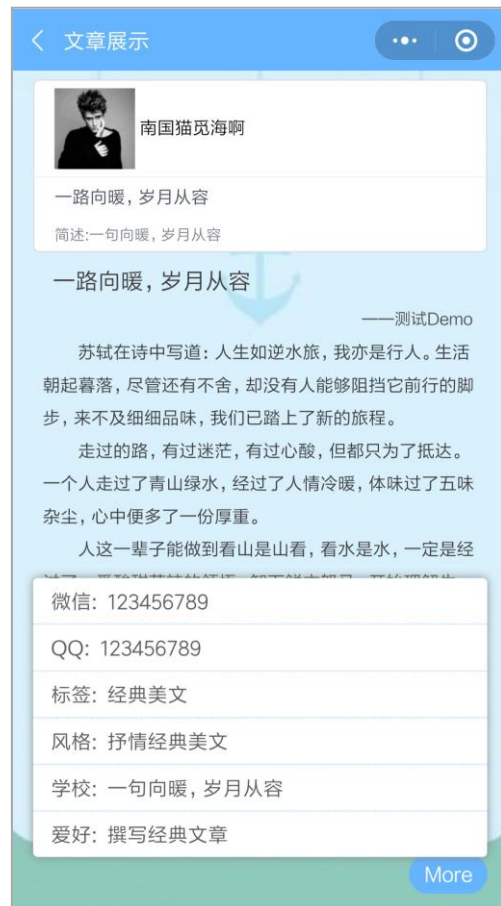 文章展示
南国猫觅海啊
一路向暖，岁月从容
简述:一句向暖，岁月从容
一路向暖，岁月从容
——测试Demo
苏轼在诗中写道：人生如逆水旅，我亦是行人。生活
朝起暮落，尽管还有不舍，却没有人能够阻挡它前行的脚
步，来不及细细品味，我们已踏上了新的旅程。
走过的路，有过迷茫，有过心酸，但都只为了抵达。
一个人走过了青山绿水，经过了人情冷暖，体味过了五味
杂尘，心中便多了一份厚重。
人这一辈子能做到看山是山看，看水是水，一定是经
微信: 123456789
QQ: 123456789
标签: 经典美文
风格: 抒情经典美文
学校: 一句向暖，岁月从容
爱好: 撰写经典文章
More